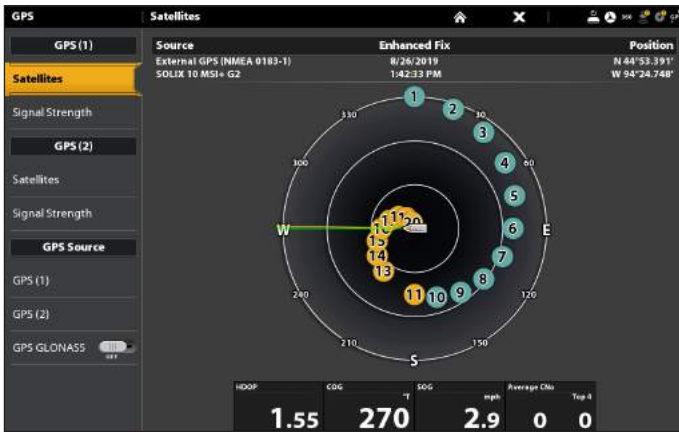 GPS
Satellites
GPS (1)
Satellites
Signal Strength
GPS (2)
Satellites
Signal Strength
GPS Source
GPS (1)
GPS (2)
GPS GLONASS
OFF
Source
Enhanced Fix
Position
External GPS (NMEA 0183-1)
8/26/2019
N 44°53.391'
SOLIX 10 MSI+ G2
1:42:33 PM
W 94°24.748'
1
2
330
30
3
4
300
60
5
W
6
E
7
15
14
13
8
11
10
9
240
120
210
150
S
HDOP
COG
SOG
Average CNo
°T
mph
Top 4
1.55
270
2.9
0
0